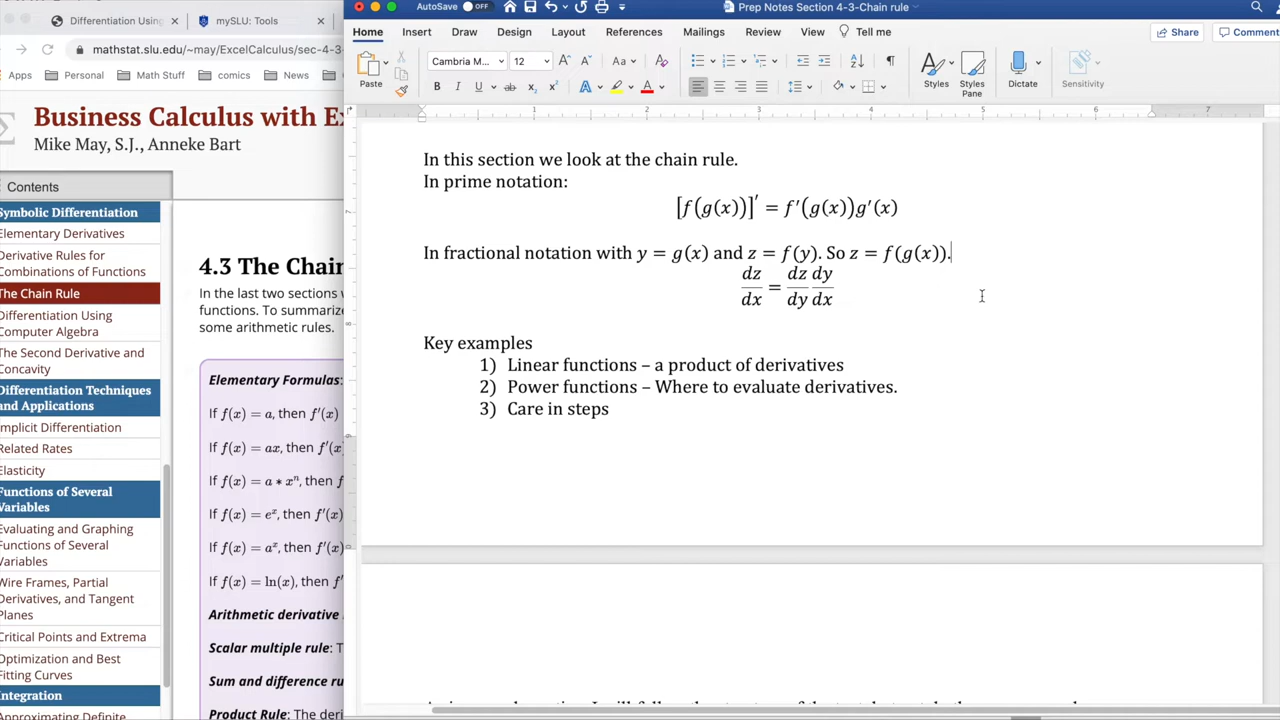 Differentiation Using
mySLU: Tools
mathstat.slu.edu/~may/ExcelCalculus/sec-4-3-
Apps Personal Math Stuff comics News
Business Calculus with Ex
Mike May, S.J., Anneke Bart
Contents
Symbolic Differentiation
Elementary Derivatives
Derivative Rules for
Combinations of Functions
The Chain Rule
Differentiation Using
Computer Algebra
The Second Derivative and
Concavity
Differentiation Techniques
and Applications
Implicit Differentiation
Related Rates
Elasticity
Functions of Several
Variables
Evaluating and Graphing
Functions of Several
Variables
Wire Frames, Partial
Derivatives, and Tangent
Planes
Critical Points and Extrema
Optimization and Best
Fitting Curves
Integration
Approximating Definite
4.3 The Chain
In the last two sections
functions. To summarize
some arithmetic rules.
Elementary Formulas:
If f(x) = a, then f′(x)
If f(x) = ax, then f′(x
If f(x) = a ∗ xⁿ, then f
If f(x) = eˣ, then f′(x)
If f(x) = aˣ, then f′(x)
If f(x) = ln(x), then f′
Arithmetic derivative
Scalar multiple rule: T
Sum and difference ru
Product Rule: The deri
AutoSave OFF
Prep Notes Section 4-3-Chain rule
Home Insert Draw Design Layout References Mailings Review View Tell me
Share Comment
Paste Cambria M... 12 Styles Styles Pane Dictate Sensitivity
1 2 3 4 5 6 7
In this section we look at the chain rule.
In prime notation:
[f(g(x))]′ = f′(g(x))g′(x)
In fractional notation with y = g(x) and z = f(y). So z = f(g(x)).
dz/dx = dz/dy dy/dx
Key examples
1) Linear functions – a product of derivatives
2) Power functions – Where to evaluate derivatives.
3) Care in steps